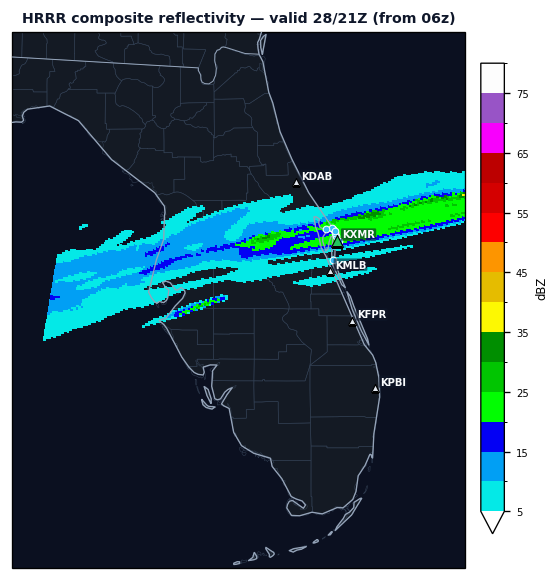 HRRR composite reflectivity — valid 28/21Z (from 06z)
KDAB
KXMR
KMLB
KFPR
KPBI
75
65
55
45
35
25
15
5
dBZ